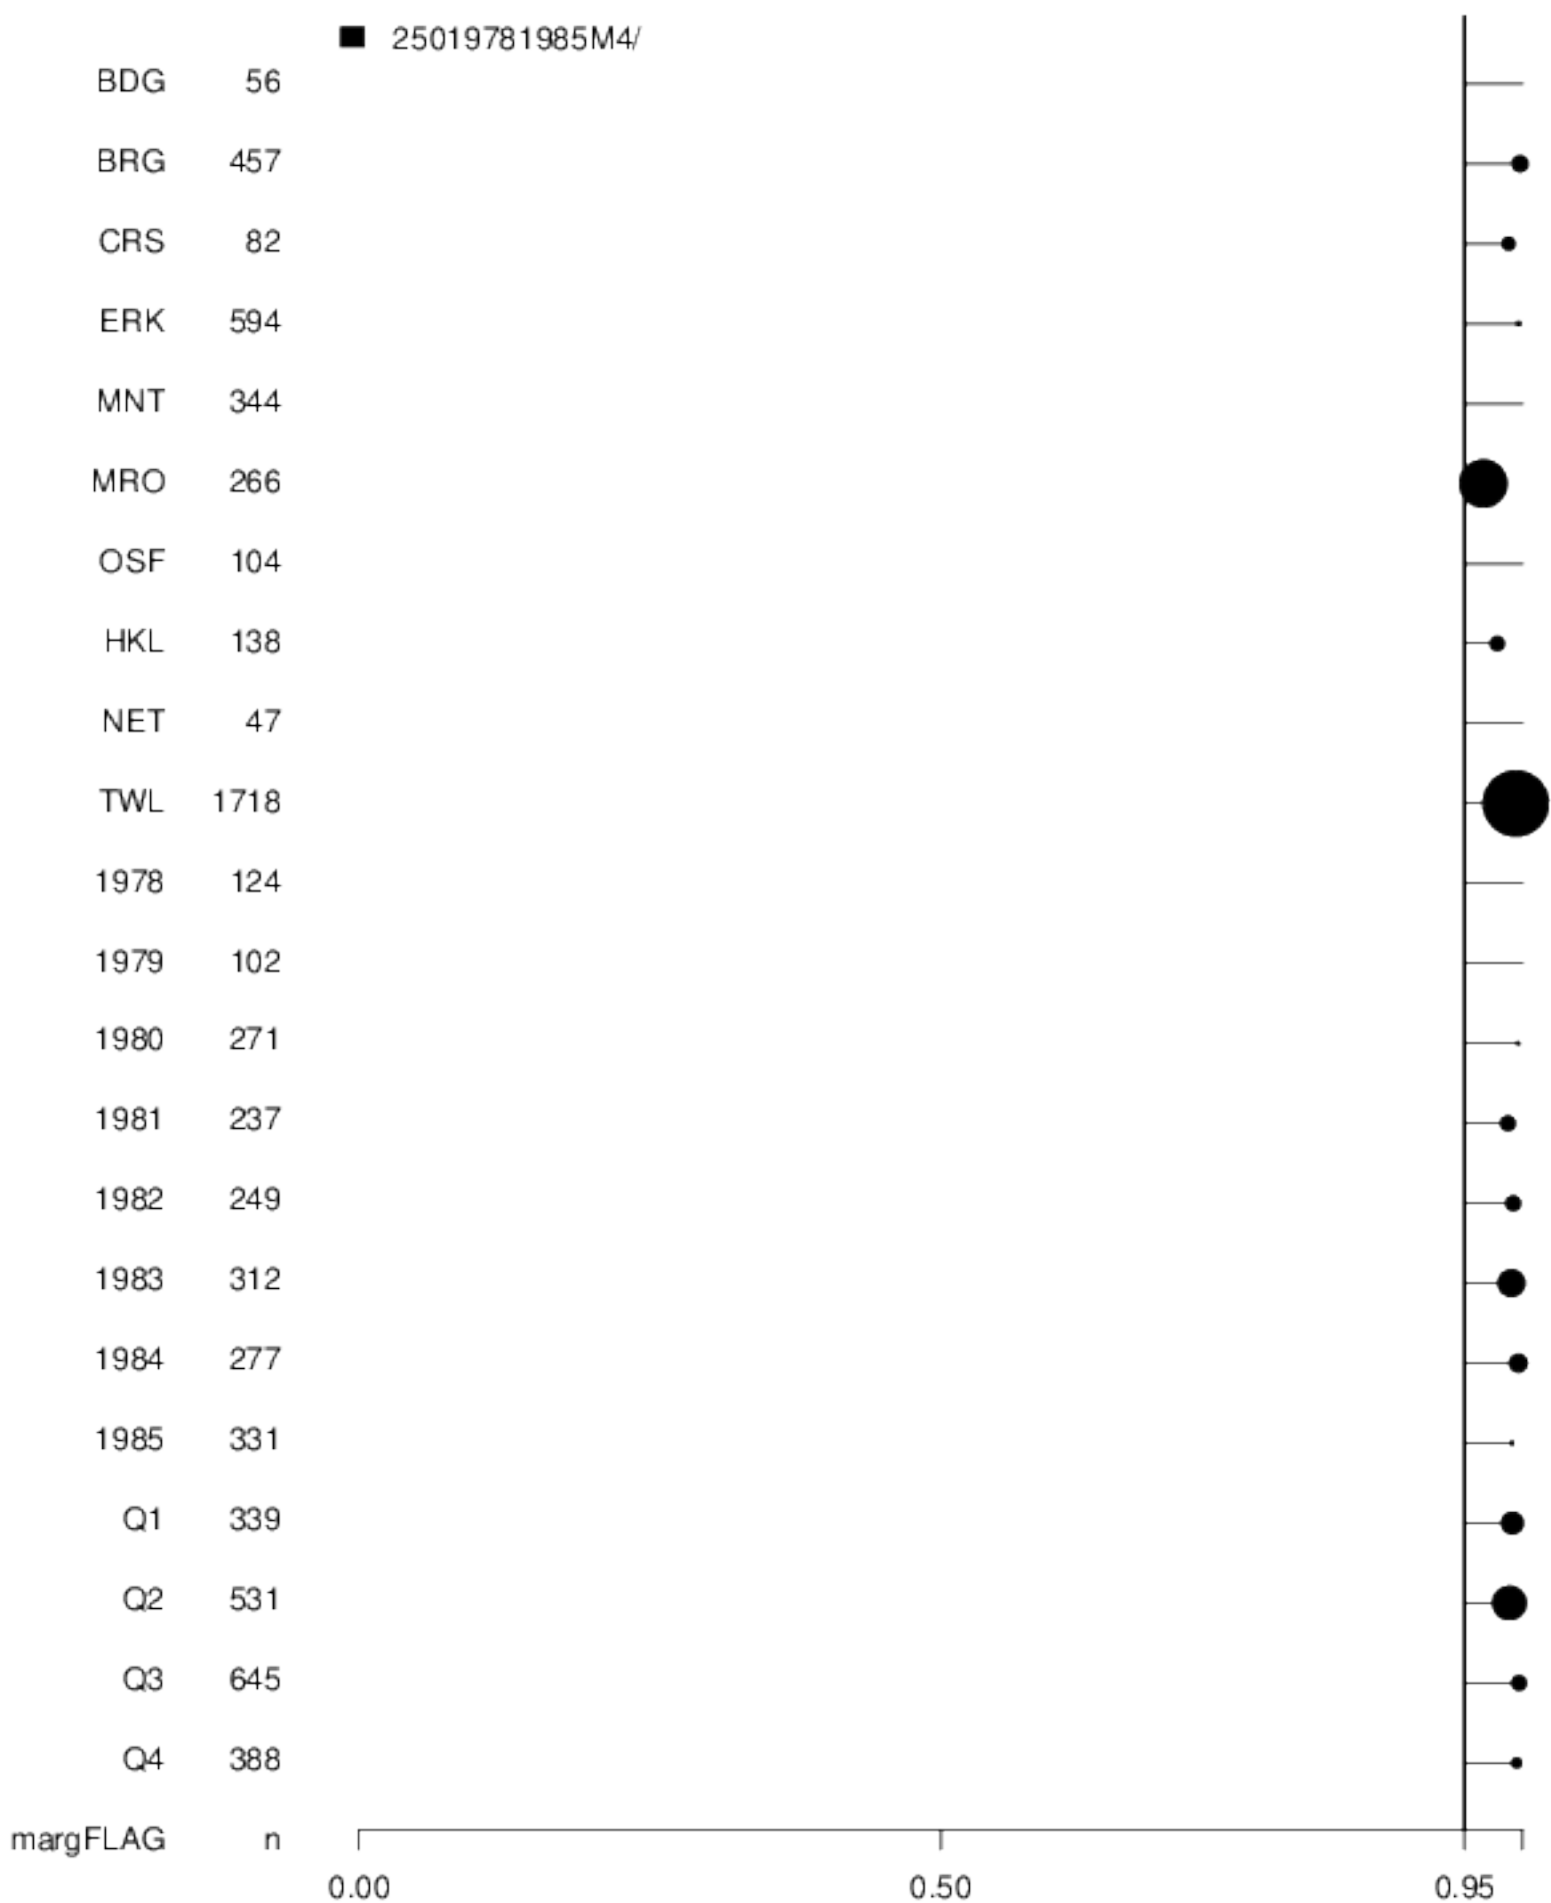 25019781985M4/
BDG 56
BRG 457
CRS 82
ERK 594
MNT 344
MRO 266
OSF 104
HKL 138
NET 47
TWL 1718
1978 124
1979 102
1980 271
1981 237
1982 249
1983 312
1984 277
1985 331
Q1 339
Q2 531
Q3 645
Q4 388
margFLAG n
0.00 0.50 0.95